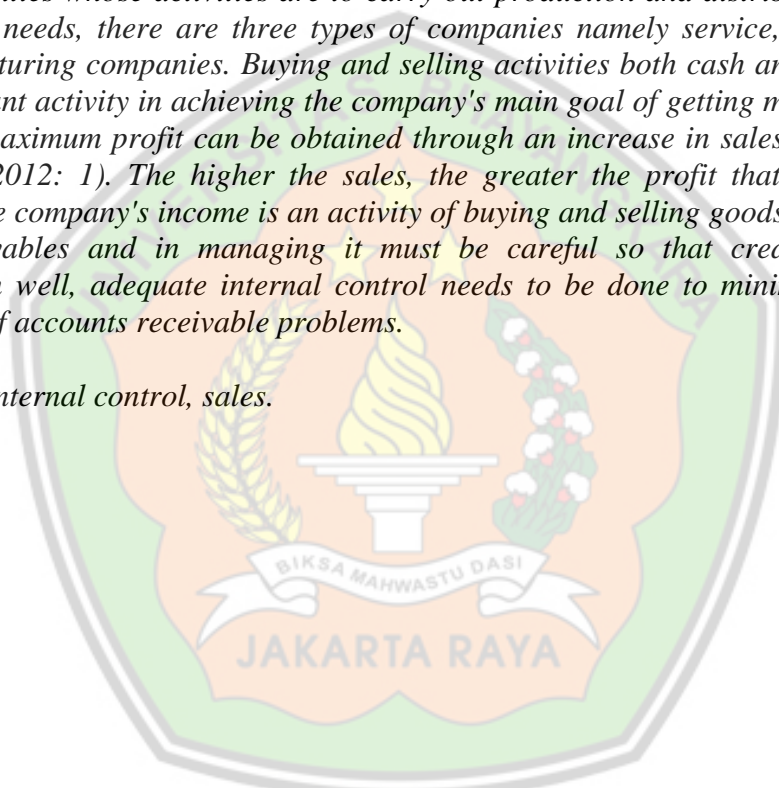 whose activities are to carry out production and
needs, there are three types of companies namely service,
turing companies. Buying and selling activities both cash an
ant activity in achieving the company's main goal of getting m
aximum profit can be obtained through an increase in sales
2012: 1). The higher the sales, the greater the profit that
e company's income is an activity of buying and selling goods
vables and in managing it must be careful so that cre
well, adequate internal control needs to be done to mini
f accounts receivable problems.
nternal control, sales.
UNIVERSITAS BHAYANGKARA
BIKSA MAHWASTU DASI
JAKARTA RAYA